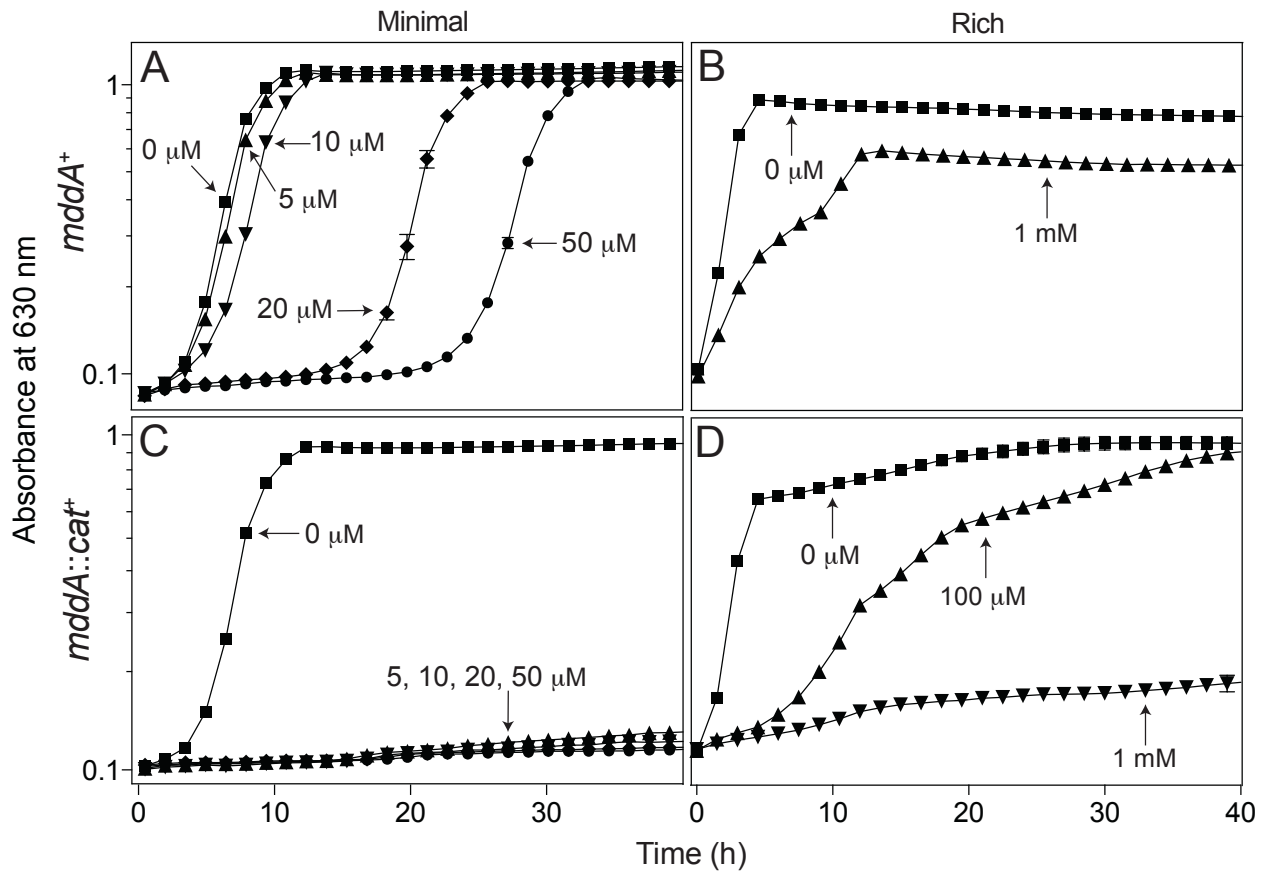 Minimal
Rich
Absorbance at 630 nm
mddA+
mddA::cat+
A
1
0.1
0 μM
5 μM
10 μM
20 μM
50 μM
B
0 μM
1 mM
C
1
0.1
0 μM
5, 10, 20, 50 μM
0
10
20
30
D
0 μM
100 μM
1 mM
0
10
20
30
40
Time (h)